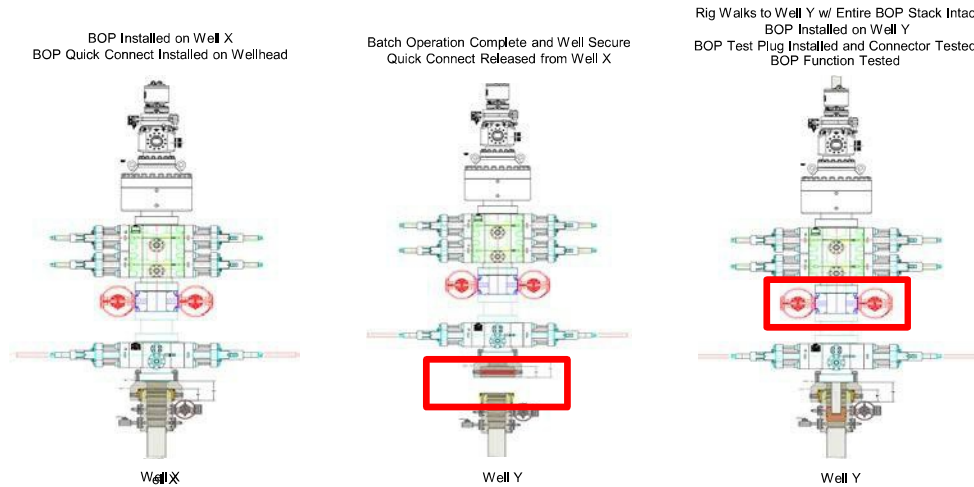 BOP Installed on Well X
BOP Quick Connect Installed on Wellhead
Batch Operation Complete and Well Secure
Quick Connect Released from Well X
Rig Walks to Well Y w/ Entire BOP Stack Intac
BOP Installed on Well Y
BOP Test Plug Installed and Connector Tested
BOP Function Tested
Well X
Well Y
Well Y